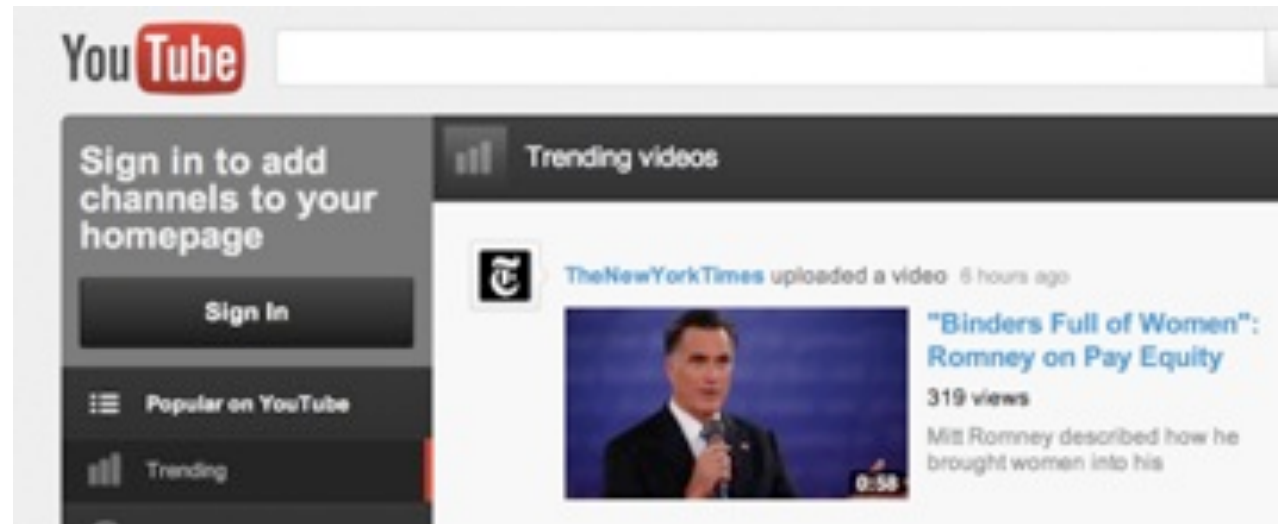 YouTube
Sign in to add
channels to your
homepage
Sign In
Popular on YouTube
Trending
Trending videos
TheNewYorkTimes uploaded a video 6 hours ago
"Binders Full of Women":
Romney on Pay Equity
319 views
Mitt Romney described how he
brought women into his
0:58